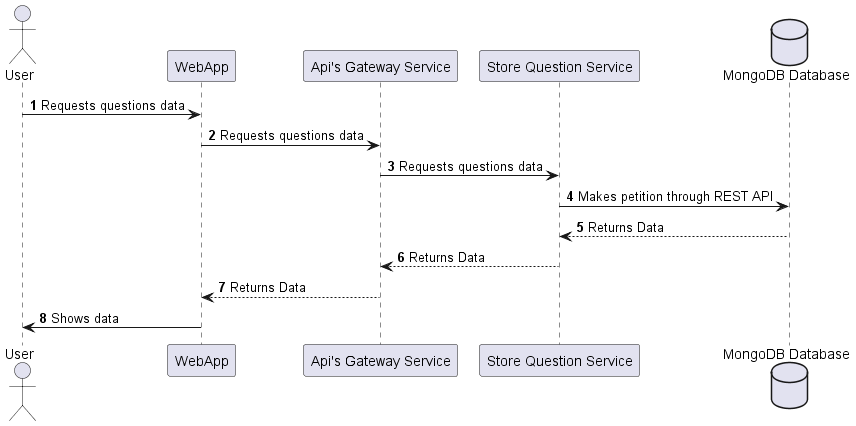 User
WebApp
Api's Gateway Service
Store Question Service
MongoDB Database
1 Requests questions data
2 Requests questions data
3 Requests questions data
4 Makes petition through REST API
5 Returns Data
6 Returns Data
7 Returns Data
8 Shows data
User
WebApp
Api's Gateway Service
Store Question Service
MongoDB Database